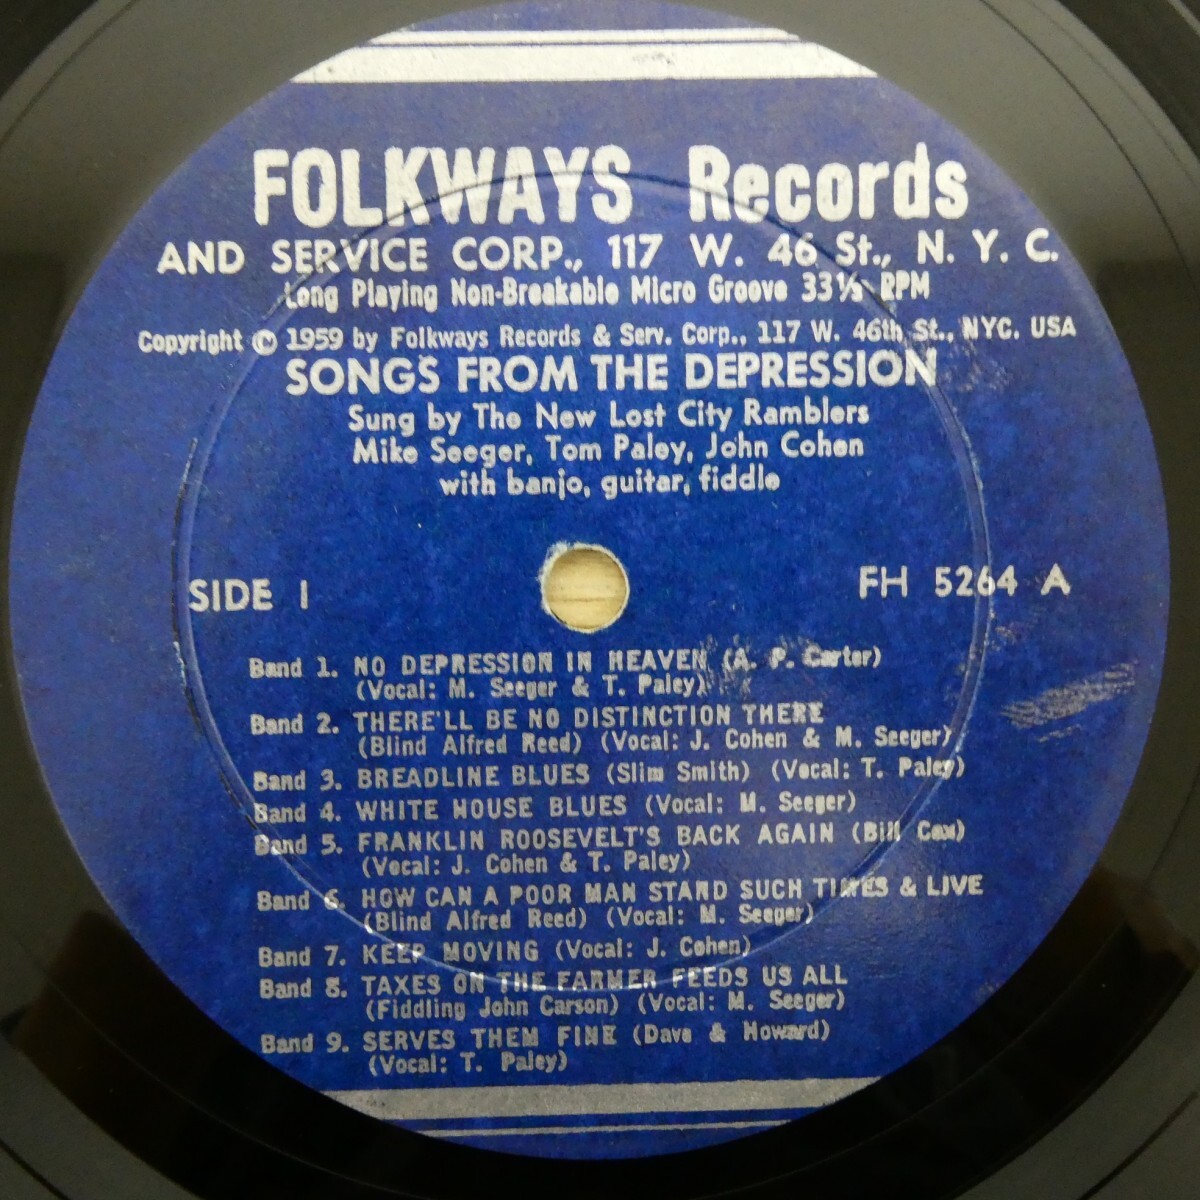 FOLKWAYS Records
AND SERVICE CORP., 117 W. 46 St., N. Y. C.
Long Playing Non-Breakable Micro Groove 33⅓ RPM
Copyright © 1959 by Folkways Records & Serv. Corp., 117 W. 46th St., NYC. USA
SONGS FROM THE DEPRESSION
Sung by The New Lost City Ramblers
Mike Seeger, Tom Paley, John Cohen
with banjo, guitar, fiddle
SIDE I
FH 5264 A
Band 1. NO DEPRESSION IN HEAVEN (A. P. Carter)
(Vocal: M. Seeger & T. Paley)
Band 2. THERE'LL BE NO DISTINCTION THERE
(Blind Alfred Reed) (Vocal: J. Cohen & M. Seeger)
Band 3. BREADLINE BLUES (Slim Smith) (Vocal: T. Paley)
Band 4. WHITE HOUSE BLUES (Vocal: M. Seeger)
Band 5. FRANKLIN ROOSEVELT'S BACK AGAIN (Bill Cox)
(Vocal: J. Cohen & T. Paley)
Band 6. HOW CAN A POOR MAN STAND SUCH TIMES & LIVE
(Blind Alfred Reed) (Vocal: M. Seeger)
Band 7. KEEP MOVING (Vocal: J. Cohen)
Band 8. TAXES ON THE FARMER FEEDS US ALL
(Fiddling John Carson) (Vocal: M. Seeger)
Band 9. SERVES THEM FINE (Dave & Howard)
(Vocal: T. Paley)